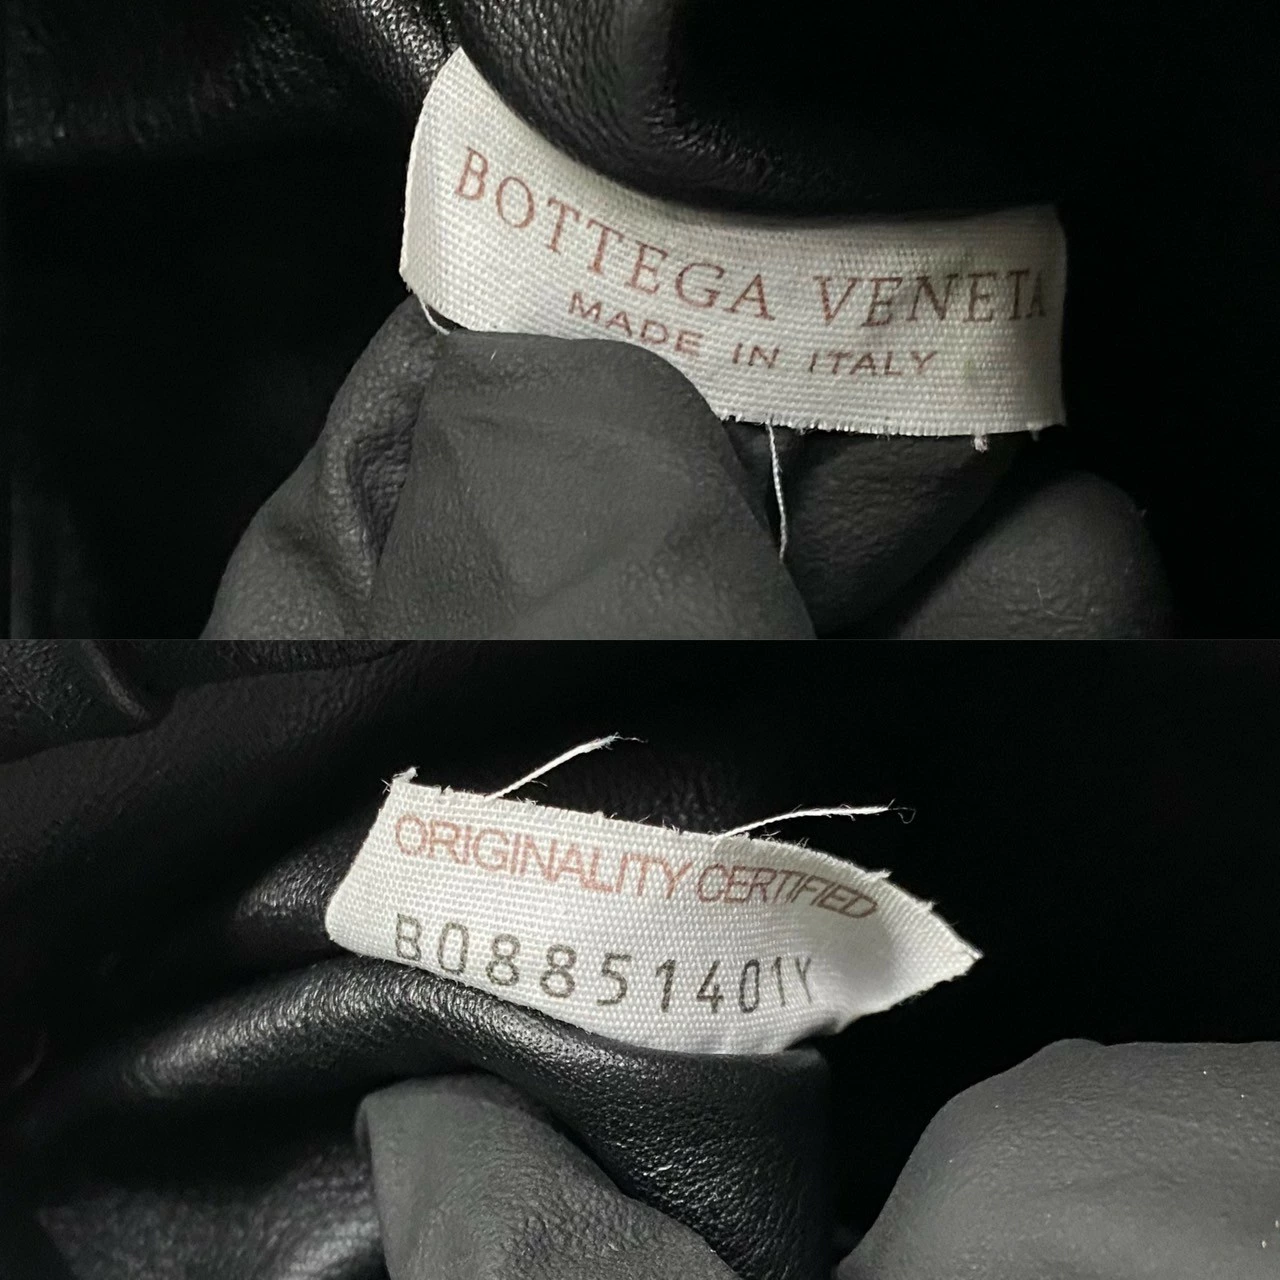 BOTTEGA VENETA
MADE IN ITALY
ORIGINALITY CERTIFIED
B08851401Y